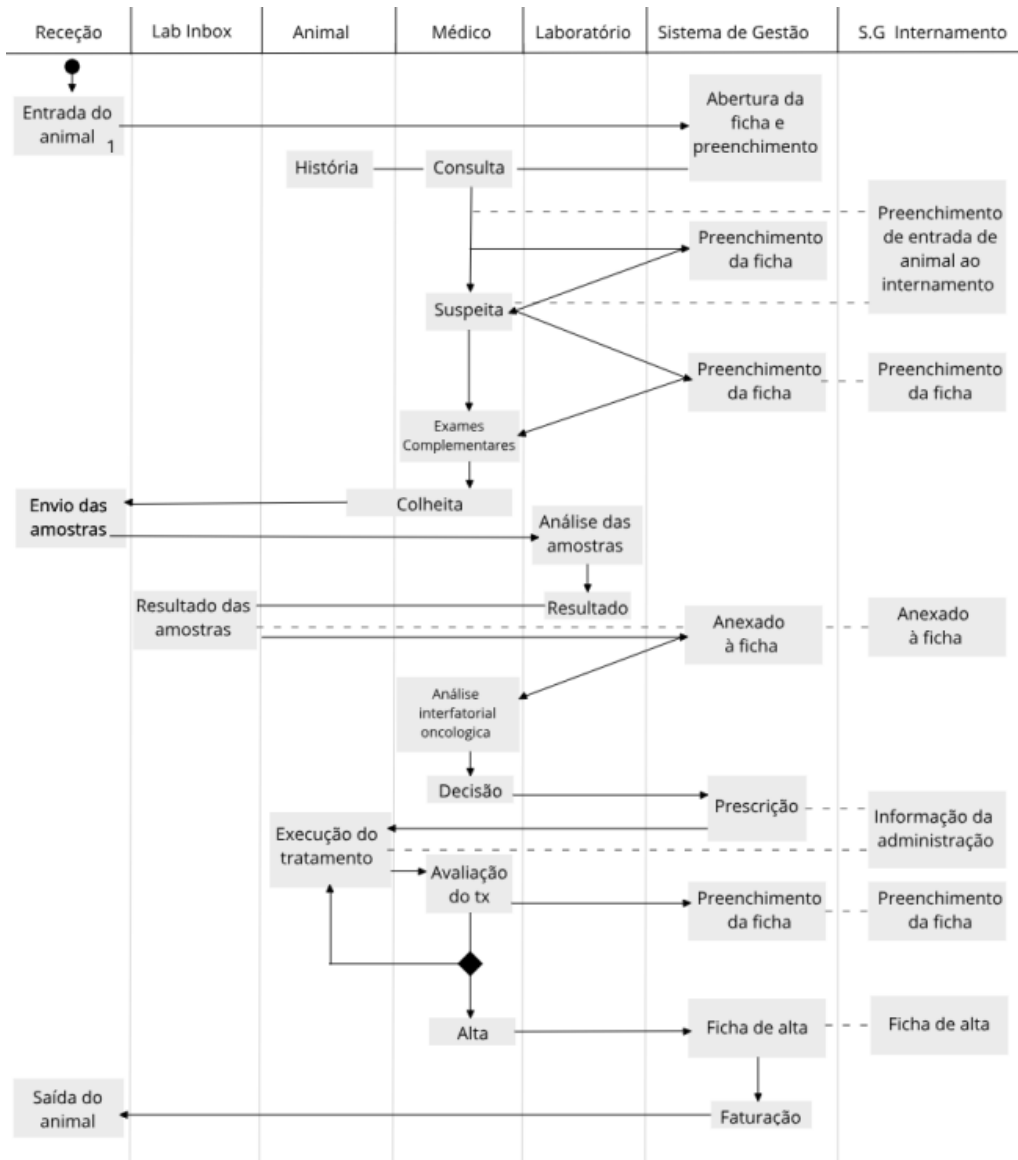 Receção
Lab Inbox
Animal
Médico
Laboratório
Sistema de Gestão
S.G Internamento
Entrada do
animal 1
Abertura da
ficha e
preenchimento
História
Consulta
Preenchimento
de entrada de
animal ao
internamento
Preenchimento
da ficha
Suspeita
Preenchimento
da ficha
Preenchimento
da ficha
Exames
Complementares
Colheita
Envio das
amostras
Análise das
amostras
Resultado das
amostras
Resultado
Anexado
à ficha
Anexado
à ficha
Análise
interfatorial
oncologica
Decisão
Prescrição
Informação da
administração
Execução do
tratamento
Avaliação
do tx
Preenchimento
da ficha
Preenchimento
da ficha
Alta
Ficha de alta
Ficha de alta
Saída do
animal
Faturação